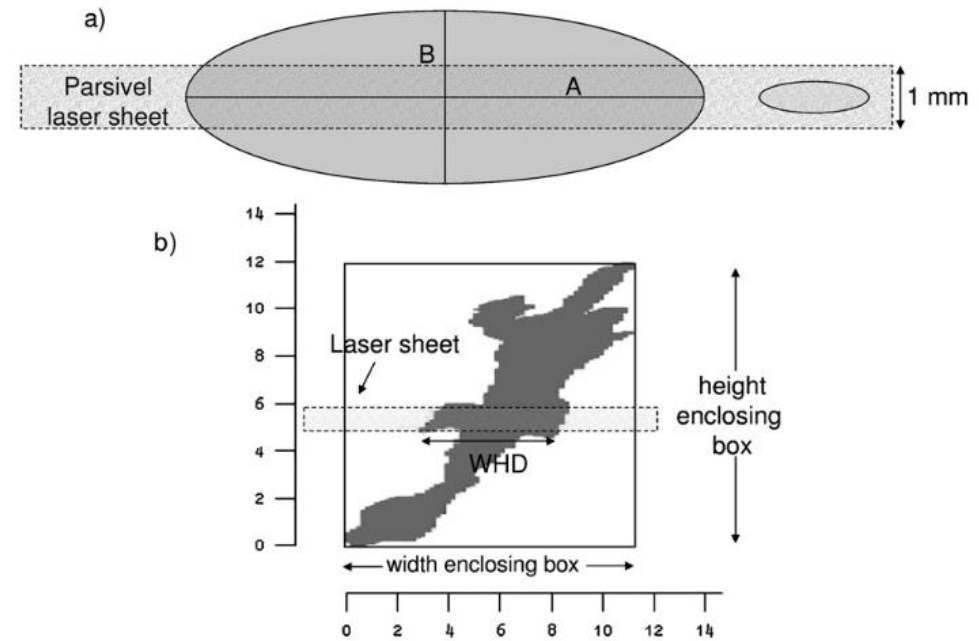 a)
B
A
Parsivel
laser sheet
1 mm
b)
14
12
10
8
6
4
2
0
Laser sheet
WHD
height
enclosing
box
width enclosing box
0 2 4 6 8 10 12 14